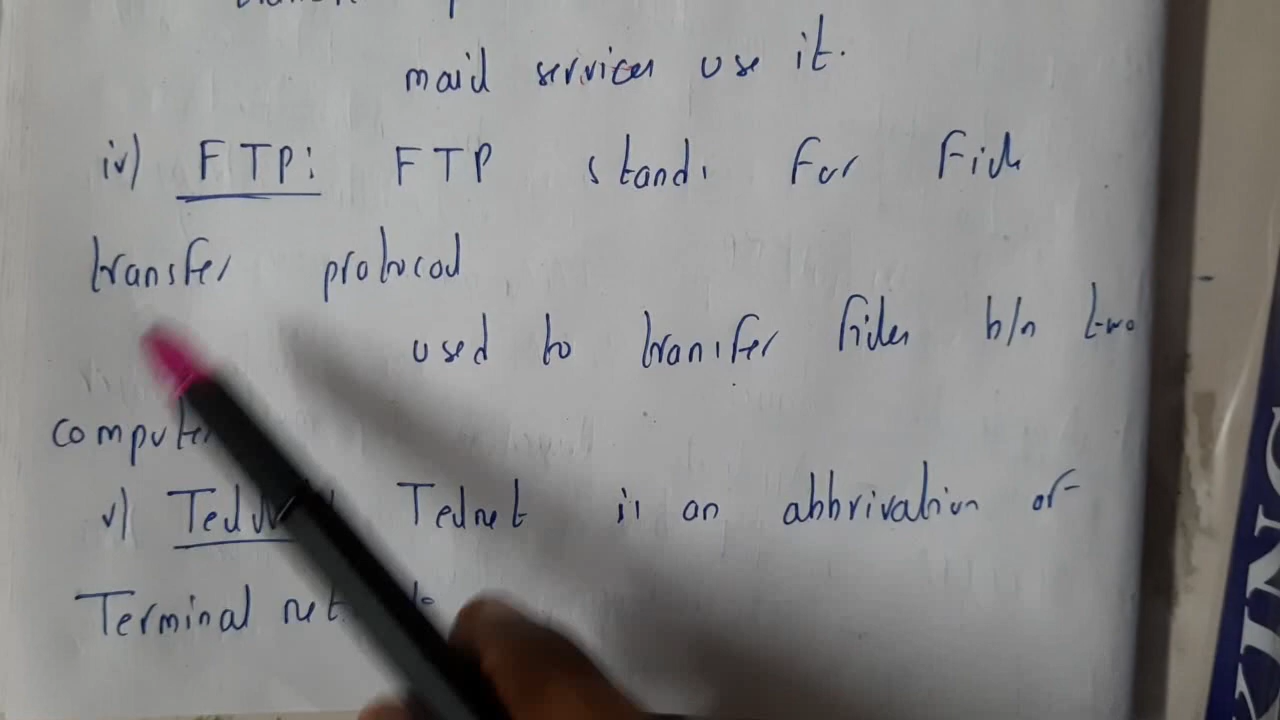 mail services use it.
iv) FTP: FTP stands for File
transfer protocol
used to transfer files b/n two
computer
v) Telnet Telnet is an abbrivation of
Terminal net
KING